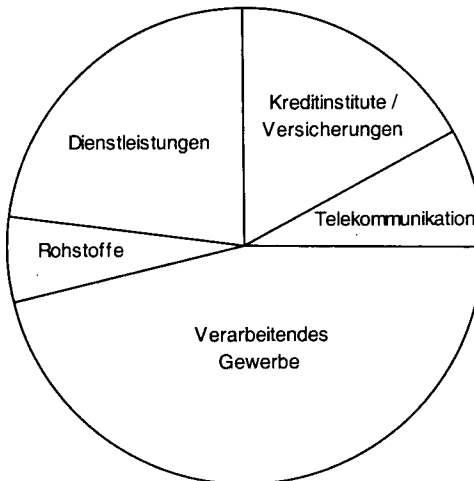 Kreditinstitute /
Versicherungen
Dienstleistungen
Telekommunikation
Rohstoffe
Verarbeitendes
Gewerbe